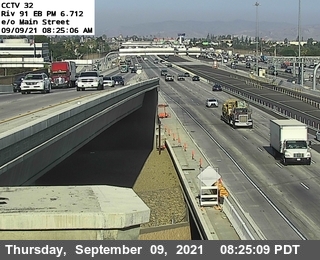 CCTV 32
Riv 91 EB PM 6.712
e/o Main Street
09/09/21 08:25:06 AM
Thursday, September 09, 2021 08:25:09 PDT